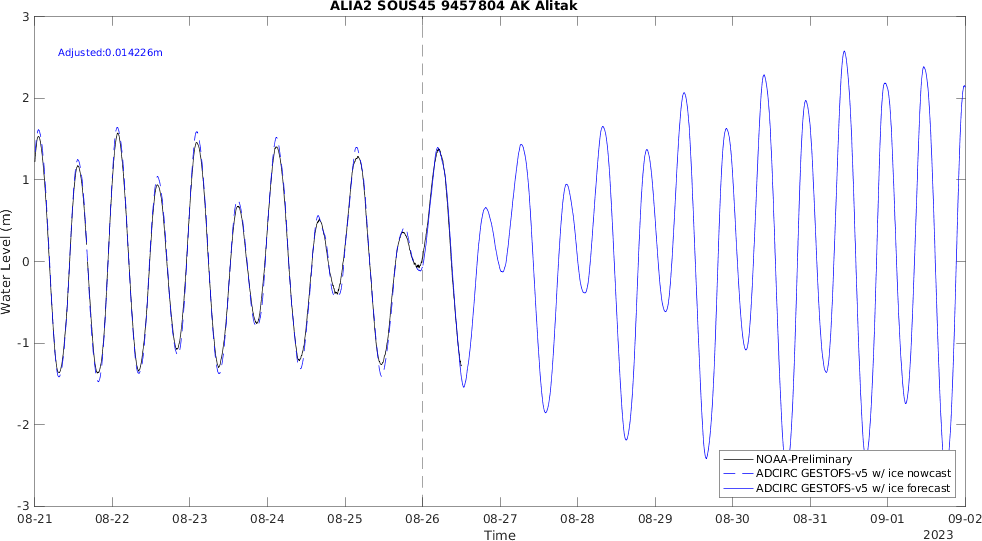 ALIA2 SOUS45 9457804 AK Alitak
Adjusted:0.014226m
3
2
1
0
-1
-2
-3
Water Level (m)
NOAA-Preliminary
ADCIRC GESTOFS-v5 w/ ice nowcast
ADCIRC GESTOFS-v5 w/ ice forecast
08-21 08-22 08-23 08-24 08-25 08-26 08-27 08-28 08-29 08-30 08-31 09-01 09-02
Time
2023